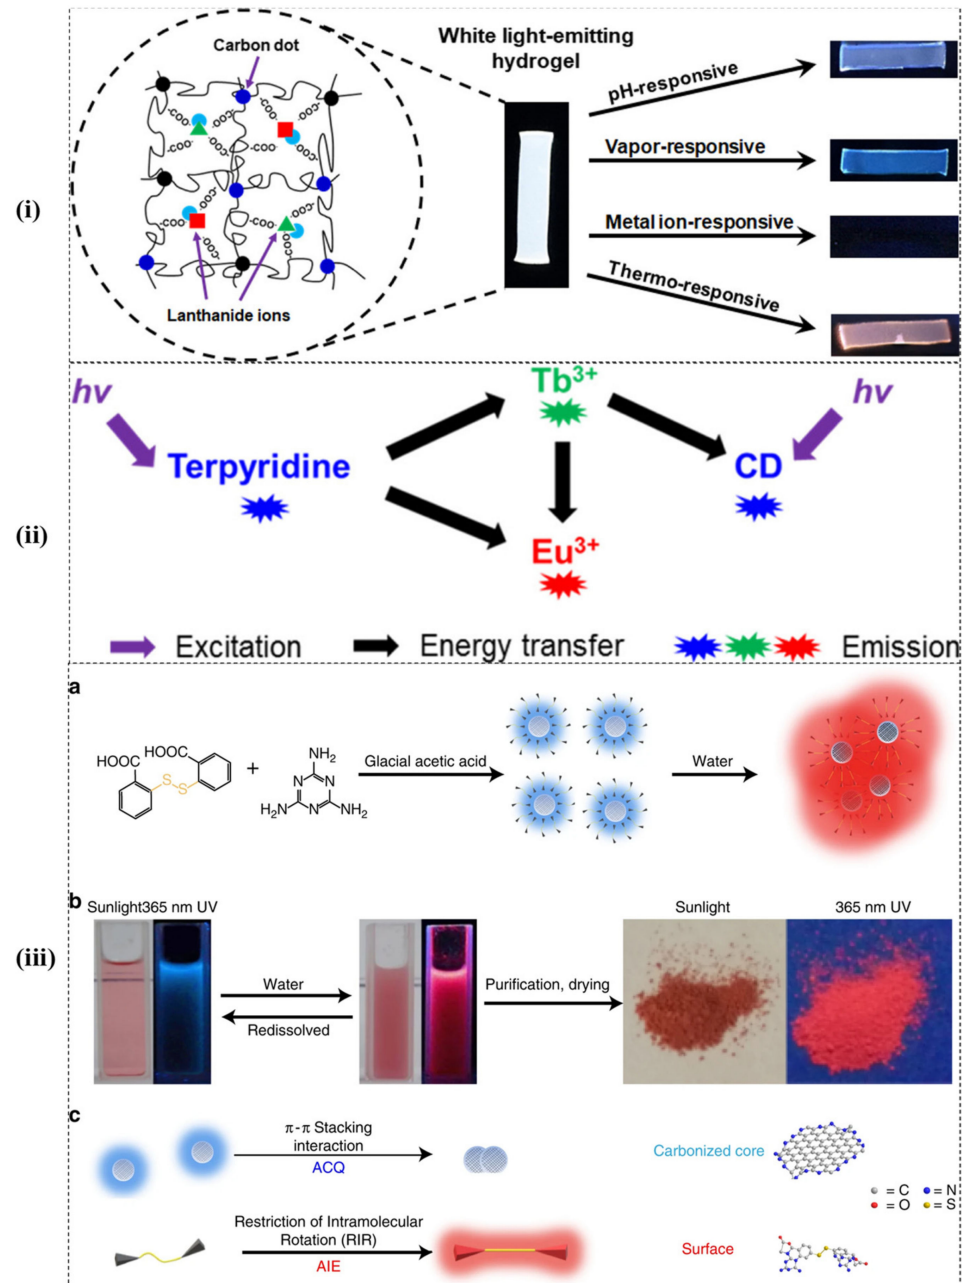 (i)
Carbon dot
Lanthanide ions
White light-emitting
hydrogel
pH-responsive
Vapor-responsive
Metal ion-responsive
Thermo-responsive
(ii)
hv
Terpyridine
Tb3+
Eu3+
CD
hv
Excitation
Energy transfer
Emission
(iii)
a
HOOC
HOOC
S
S
+
NH2
N
N
N
H2N
NH2
Glacial acetic acid
Water
b
Sunlight365 nm UV
Water
Redissolved
Purification, drying
Sunlight
365 nm UV
c
π-π Stacking
interaction
ACQ
Carbonized core
= C
= N
= O
= S
Restriction of Intramolecular
Rotation (RIR)
AIE
Surface